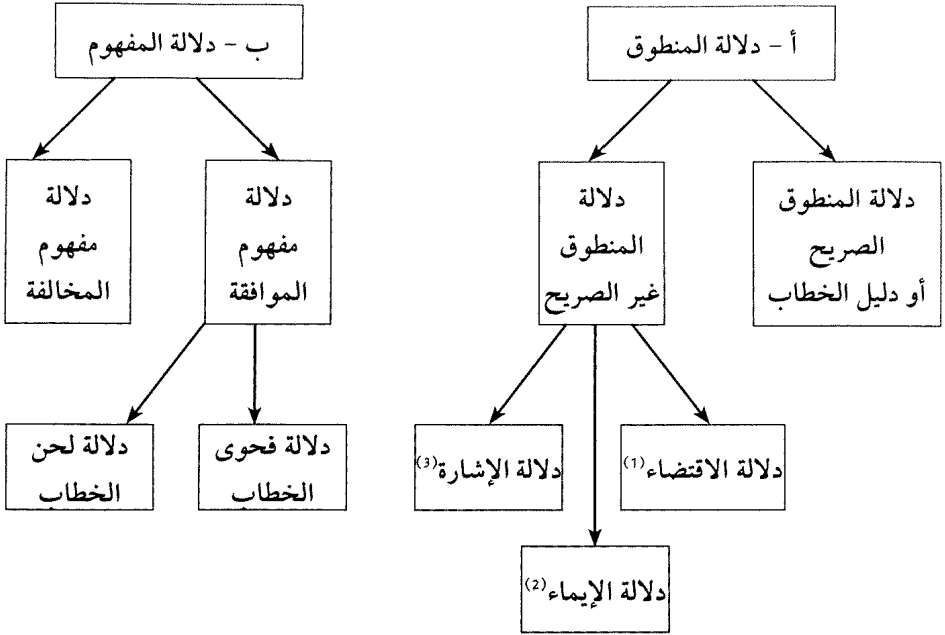 أ – دلالة المنطوق
دلالة المنطوق
الصريح
أو دليل الخطاب
دلالة
المنطوق
غير الصريح
دلالة الاقتضاء(1)
دلالة الإيماء(2)
دلالة الإشارة(3)
ب – دلالة المفهوم
دلالة
مفهوم
الموافقة
دلالة
مفهوم
المخالفة
دلالة فحوى
الخطاب
دلالة لحن
الخطاب